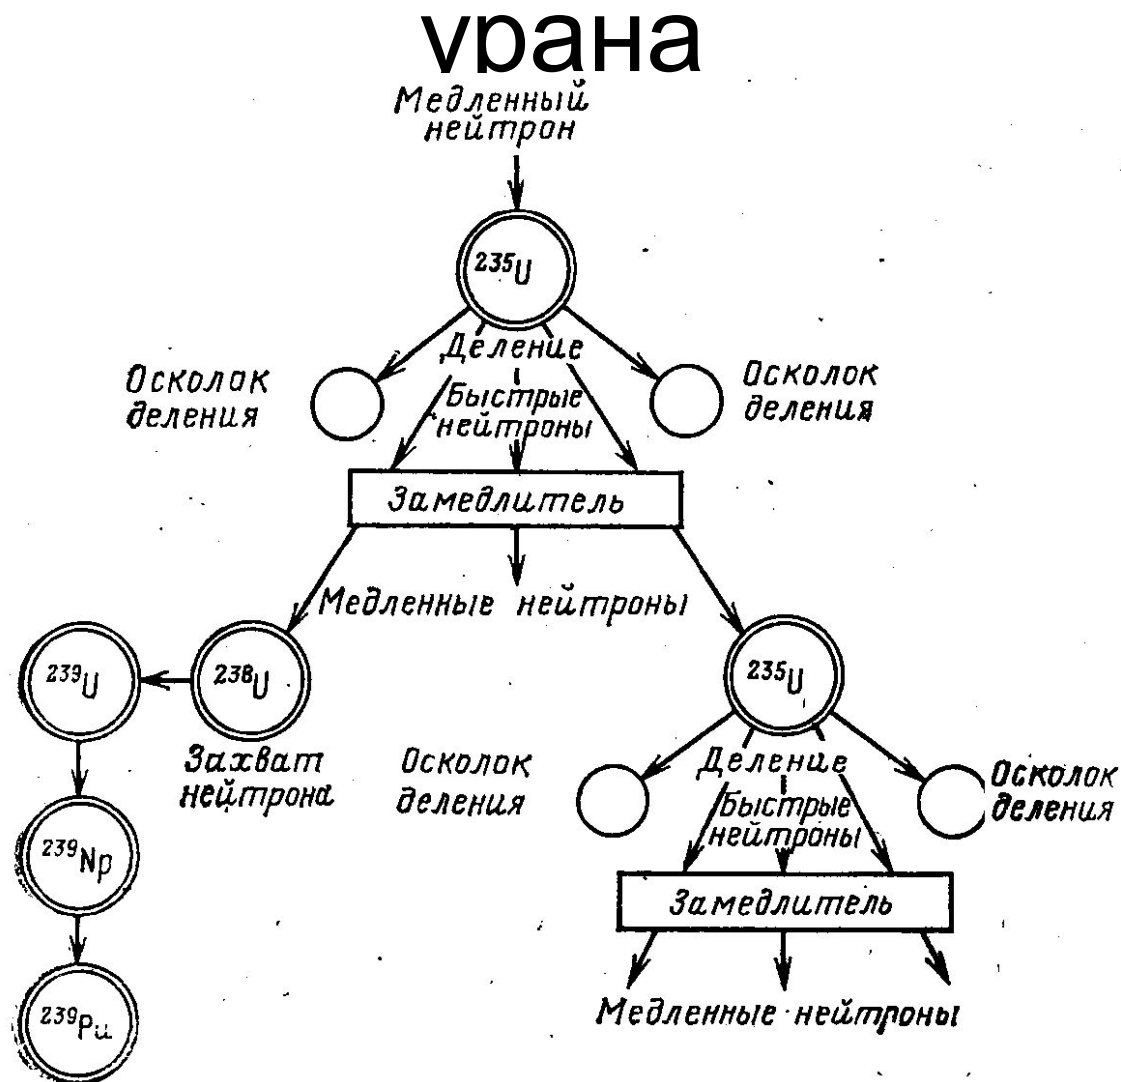 урана
Медленный
нейтрон
²³⁵U
Деление
Осколок
деления
Быстрые
нейтроны
Осколок
деления
Замедлитель
Медленные нейтроны
²³⁹U
²³⁸U
²³⁵U
Захват
нейтрона
Осколок
деления
Деление
Быстрые
нейтроны
Осколок
деления
²³⁹Np
Замедлитель
²³⁹Pu
Медленные нейтроны